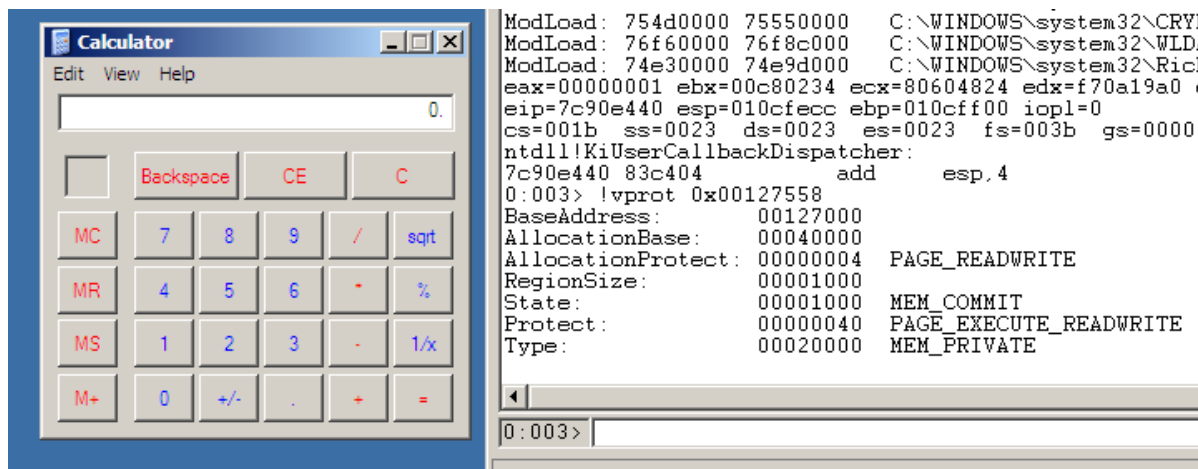 Calculator
Edit View Help
0.
Backspace CE C
MC 7 8 9 / sqrt
MR 4 5 6 * %
MS 1 2 3 - 1/x
M+ 0 +/- . + =
ModLoad: 754d0000 75550000 C:\WINDOWS\system32\CRY
ModLoad: 76f60000 76f8c000 C:\WINDOWS\system32\WLD
ModLoad: 74e30000 74e9d000 C:\WINDOWS\system32\Ric
eax=00000001 ebx=00c80234 ecx=80604824 edx=f70a19a0
eip=7c90e440 esp=010cfecc ebp=010cff00 iopl=0
cs=001b ss=0023 ds=0023 es=0023 fs=003b gs=0000
ntdll!KiUserCallbackDispatcher:
7c90e440 83c404 add esp,4
0:003> !vprot 0x00127558
BaseAddress: 00127000
AllocationBase: 00040000
AllocationProtect: 00000004 PAGE_READWRITE
RegionSize: 00001000
State: 00001000 MEM_COMMIT
Protect: 00000040 PAGE_EXECUTE_READWRITE
Type: 00020000 MEM_PRIVATE
0:003>